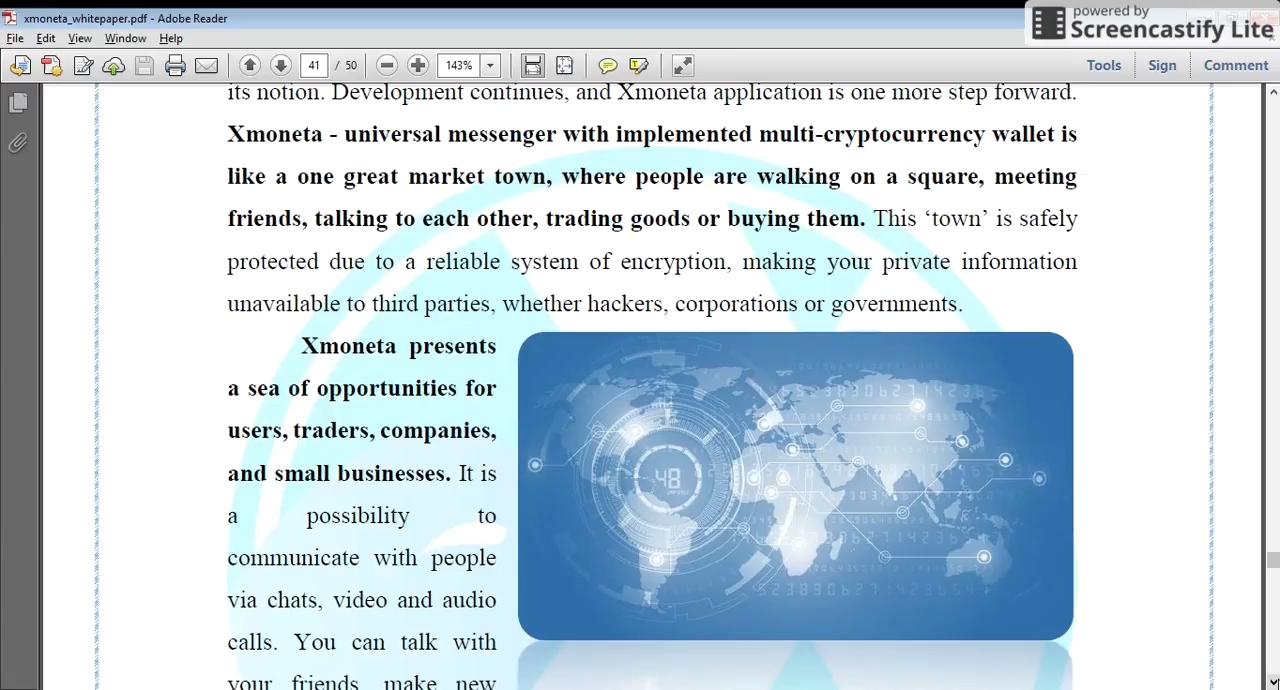 xmoneta_whitepaper.pdf - Adobe Reader
powered by
Screencastify Lite
File Edit View Window Help
41 / 50 143% Tools Sign Comment
its notion. Development continues, and Xmoneta application is one more step forward.
Xmoneta - universal messenger with implemented multi-cryptocurrency wallet is
like a one great market town, where people are walking on a square, meeting
friends, talking to each other, trading goods or buying them. This ‘town’ is safely
protected due to a reliable system of encryption, making your private information
unavailable to third parties, whether hackers, corporations or governments.
Xmoneta presents
a sea of opportunities for
users, traders, companies,
and small businesses. It is
a possibility to
communicate with people
via chats, video and audio
calls. You can talk with
your friends, make new
48